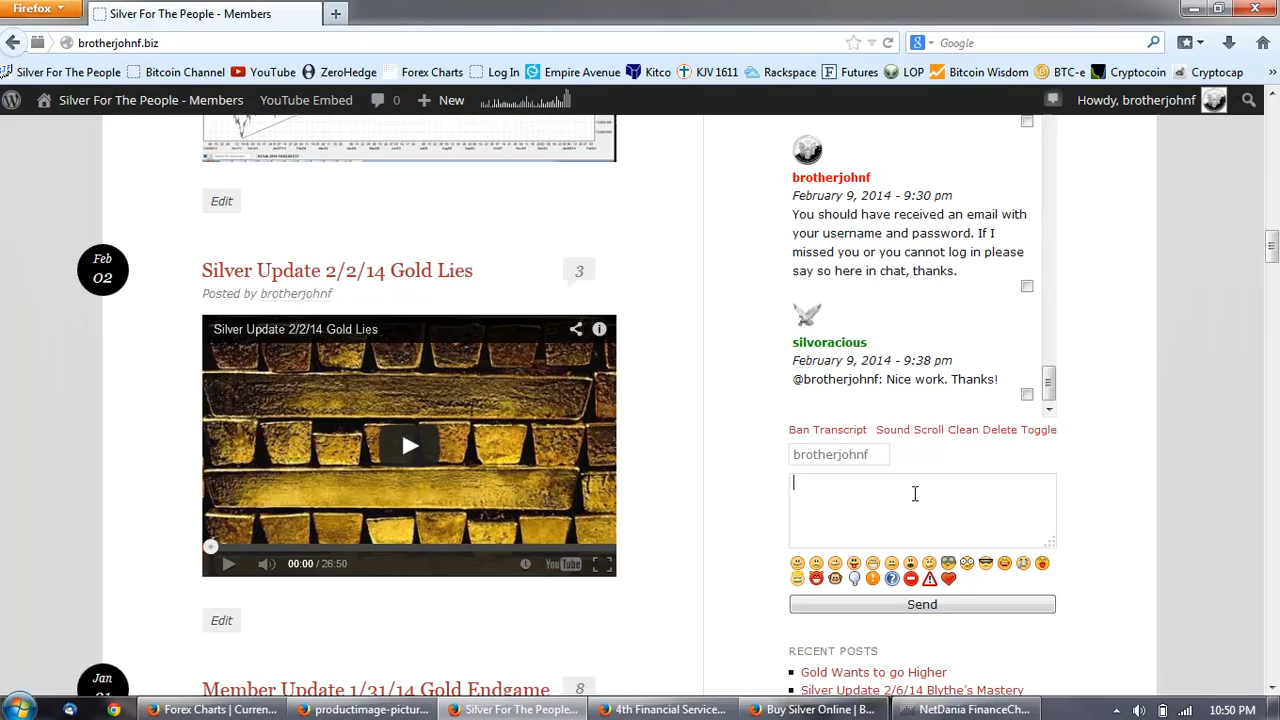 Firefox
Silver For The People - Members
brotherjohnf.biz
Google
Silver For The People
Bitcoin Channel
YouTube
ZeroHedge
Forex Charts
Log In
Empire Avenue
Kitco
KJV 1611
Rackspace
Futures
LOP
Bitcoin Wisdom
BTC-e
Cryptocoin
Cryptocap
»
Silver For The People - Members
YouTube Embed
0
New
Howdy, brotherjohnf
Edit
Feb
02
Silver Update 2/2/14 Gold Lies
3
Posted by brotherjohnf
Silver Update 2/2/14 Gold Lies
00:00 / 26:50
YouTube
Edit
Jan
Member Update 1/31/14 Gold Endgame
8
brotherjohnf
February 9, 2014 - 9:30 pm
You should have received an email with
your username and password. If I
missed you or you cannot log in please
say so here in chat, thanks.
silvoracious
February 9, 2014 - 9:38 pm
@brotherjohnf: Nice work. Thanks!
Ban Transcript Sound Scroll Clean Delete Toggle
brotherjohnf
Send
RECENT POSTS
Gold Wants to go Higher
Silver Update 2/6/14 Blythe's Mastery
Forex Charts | Curren...
productimage-pictur...
Silver For The People...
4th Financial Service...
Buy Silver Online | B...
NetDania FinanceCh...
10:50 PM